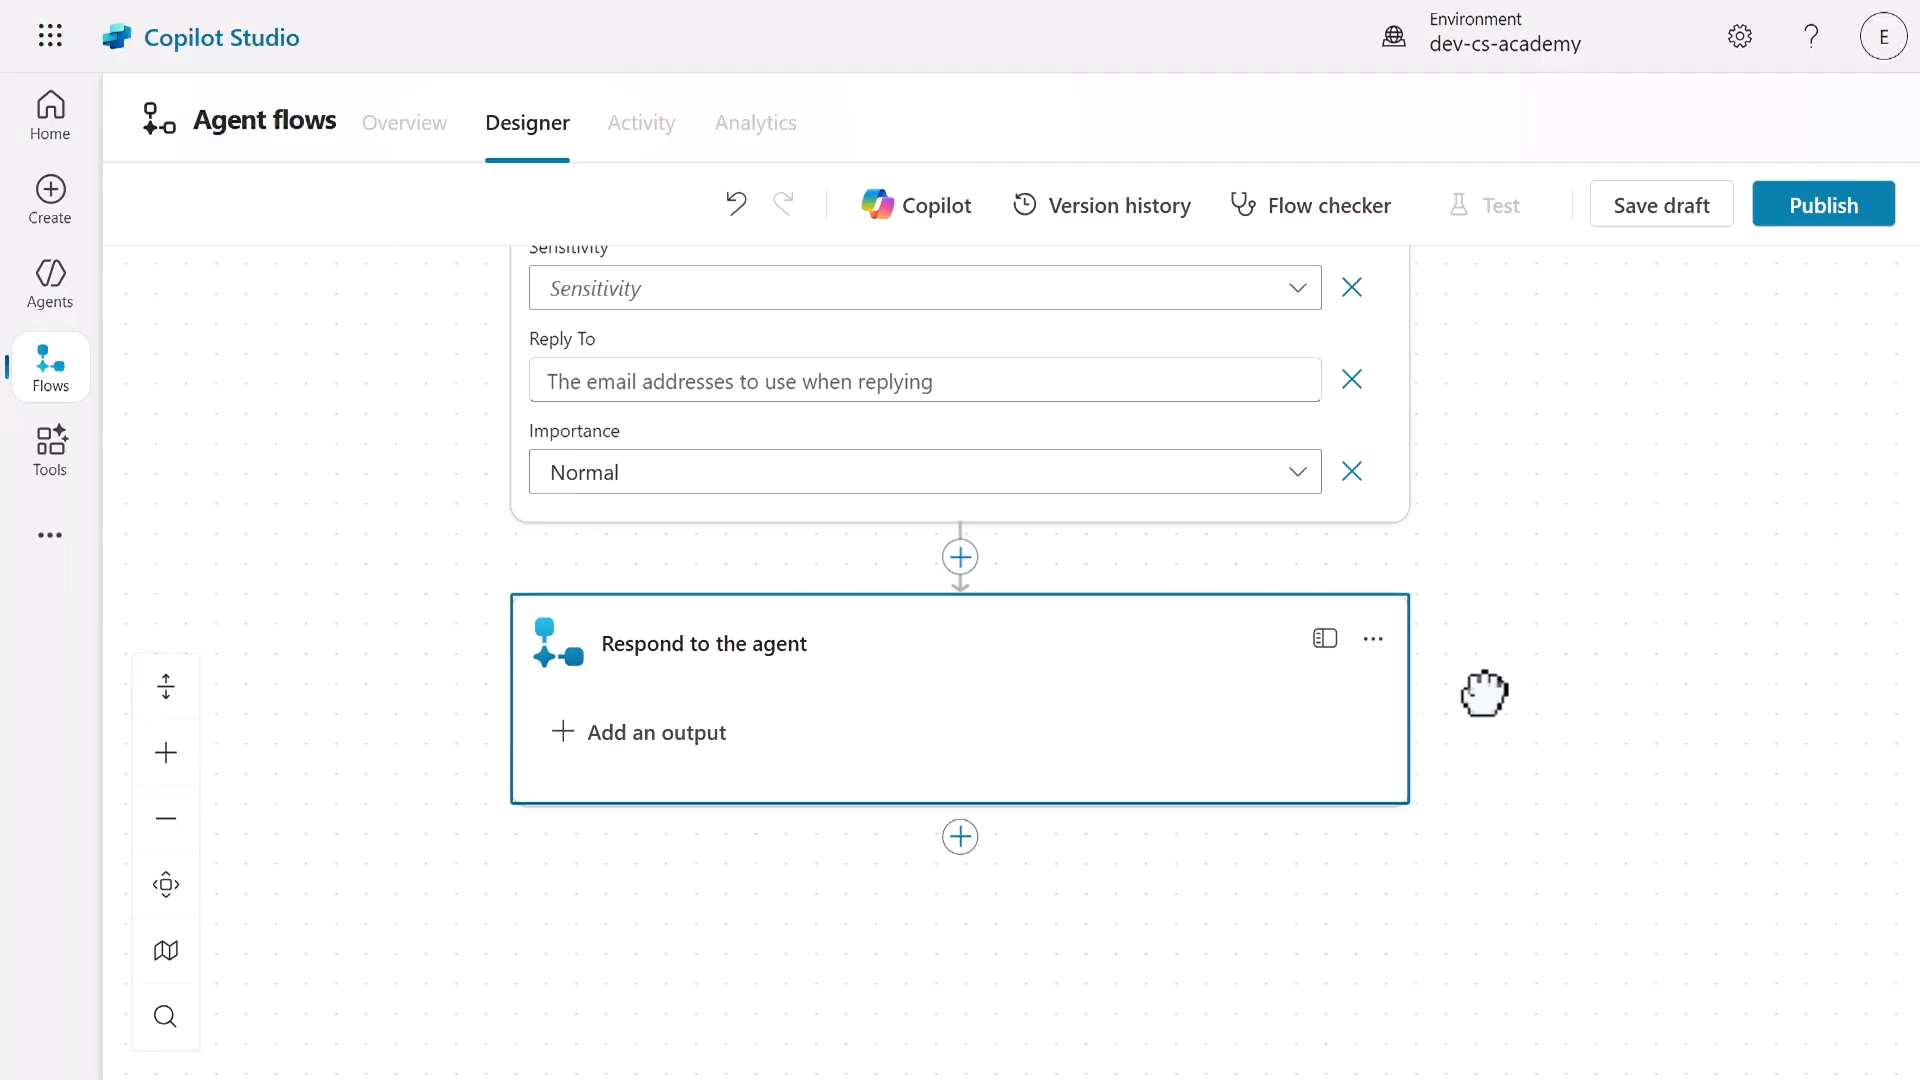 Copilot Studio
Environment
dev-cs-academy
E
Home
Create
Agents
Flows
Tools
Agent flows
Overview
Designer
Activity
Analytics
Copilot
Version history
Flow checker
Test
Save draft
Publish
Sensitivity
Sensitivity
Reply To
The email addresses to use when replying
Importance
Normal
Respond to the agent
Add an output